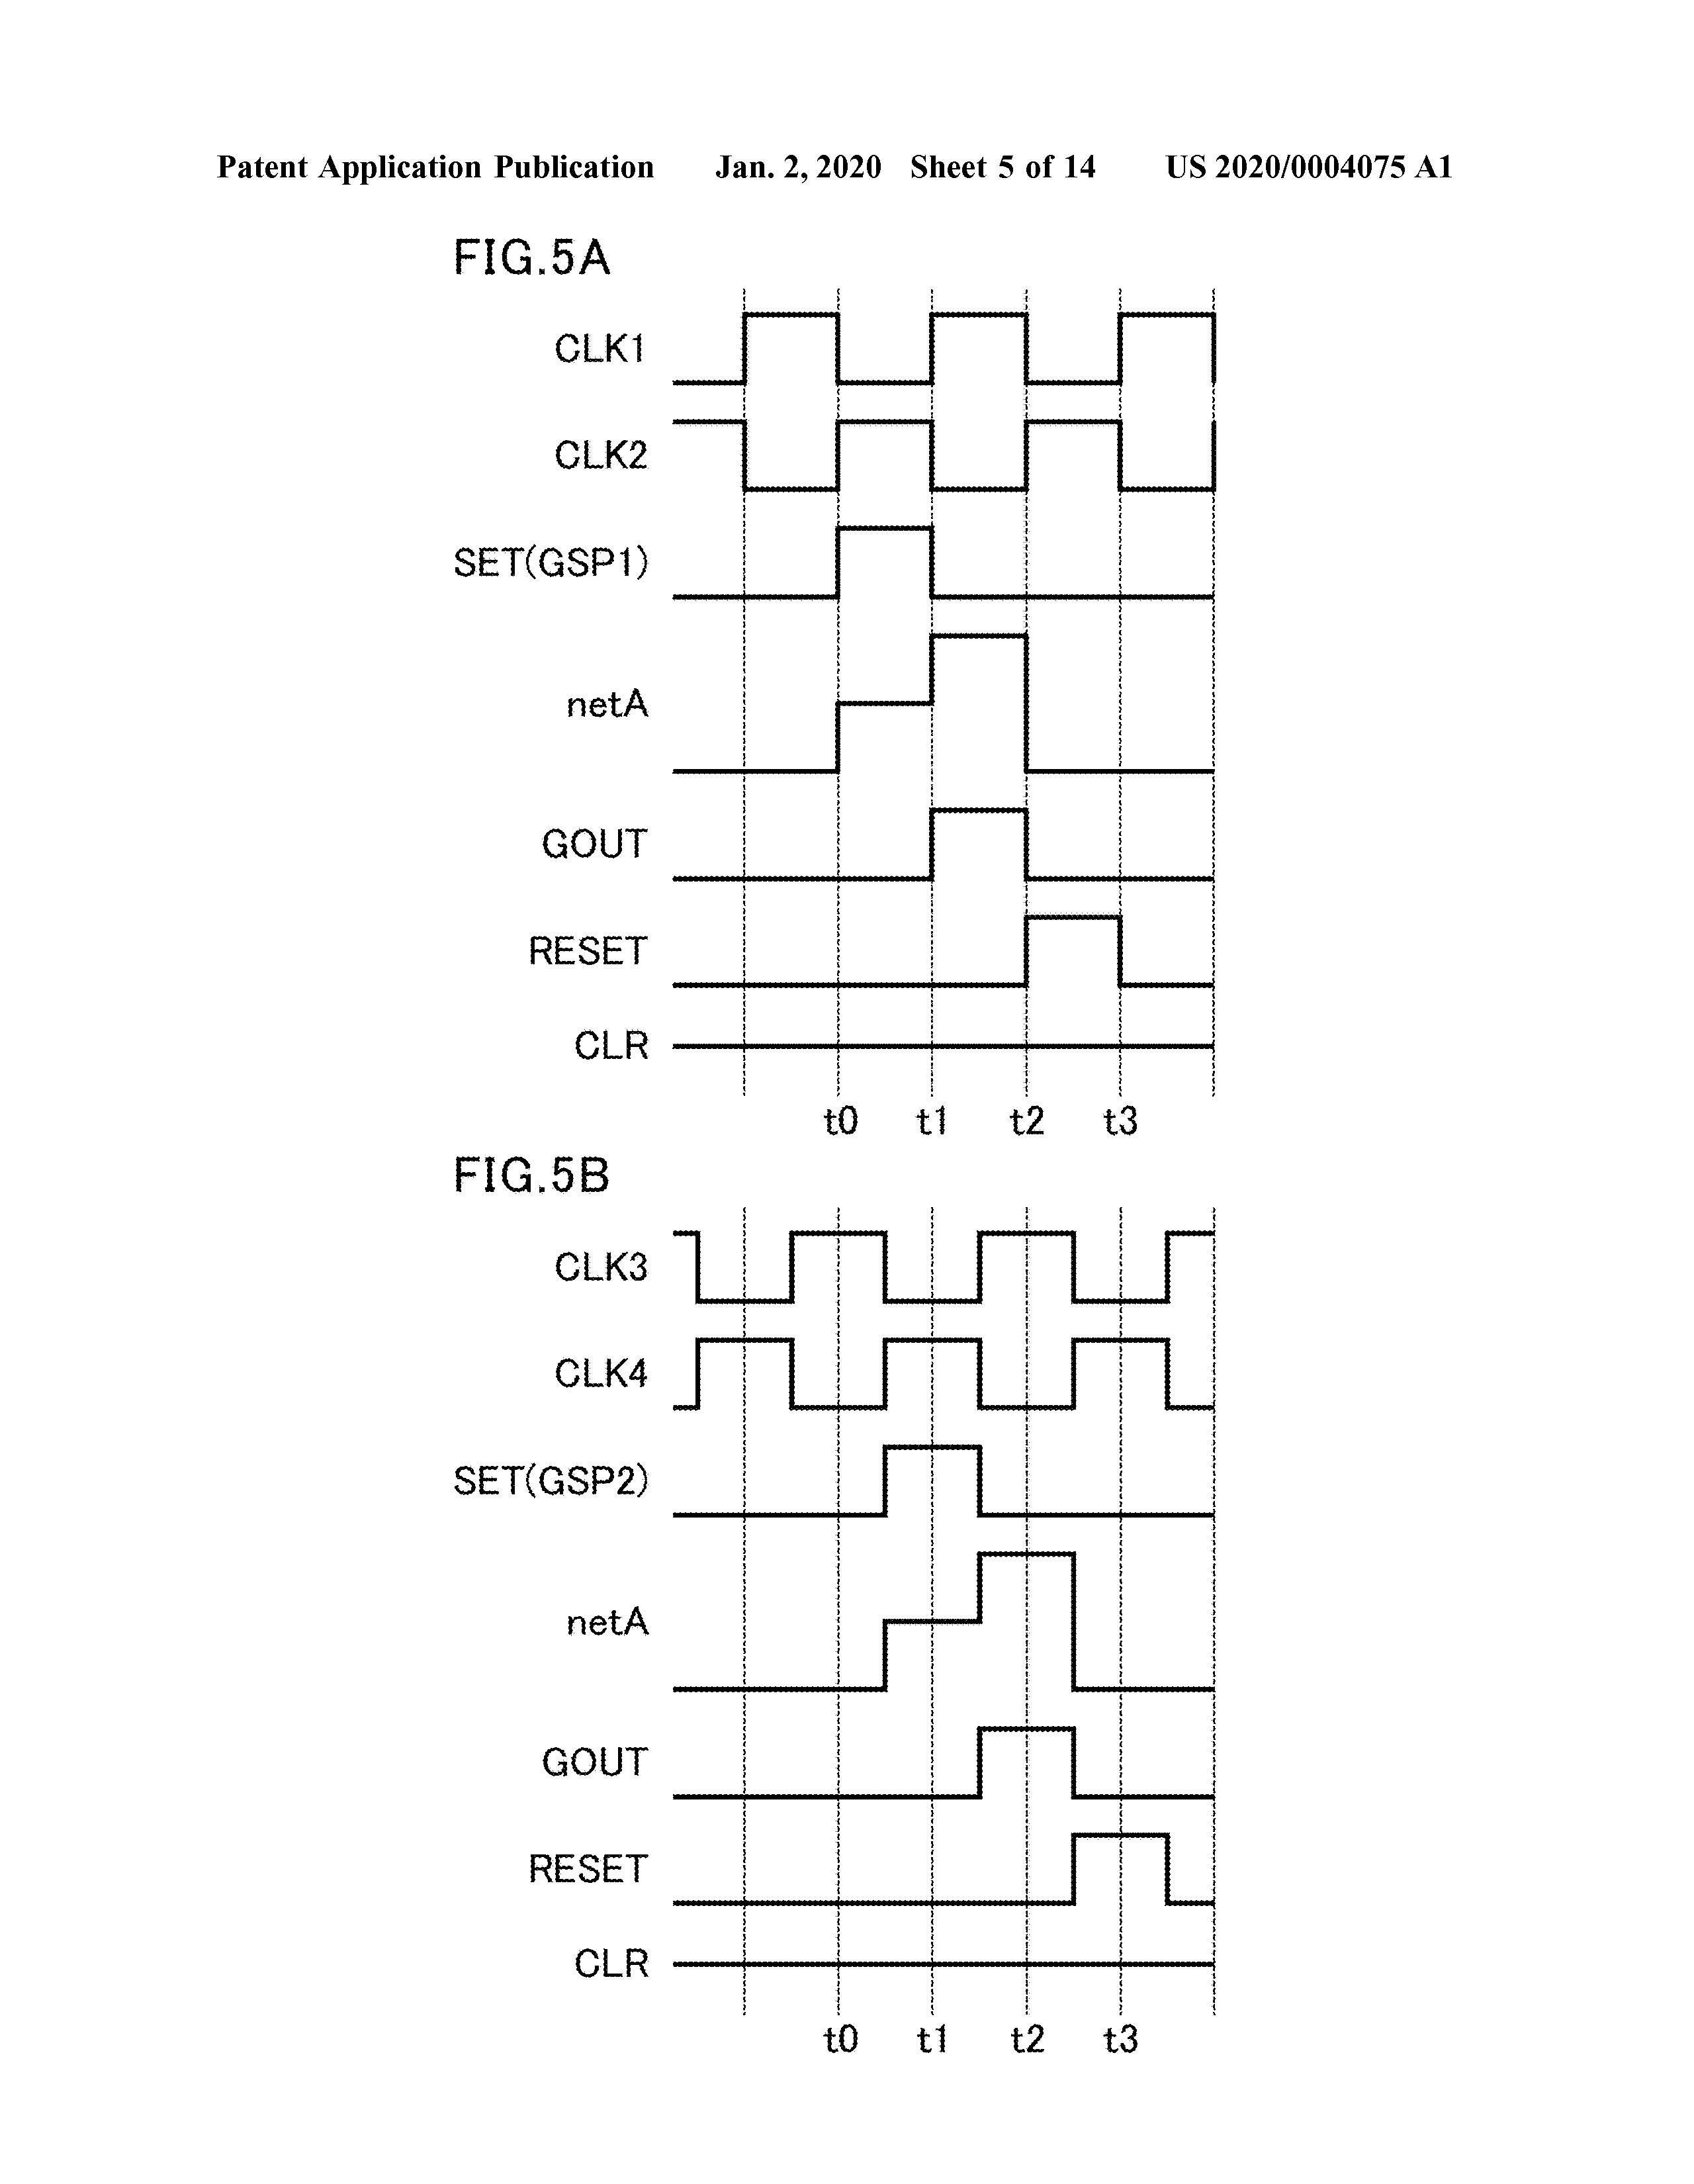 Patent Application Publication Jan. 2, 2020 Sheet 5 of 14 US 2020/0004075 A1
FIG.5A
CLK1
CLK2
SET(GSP1)
netA
GOUT
RESET
CLR
t0 t1 t2 t3
FIG.5B
CLK3
CLK4
SET(GSP2)
netA
GOUT
RESET
CLR
t0 t1 t2 t3